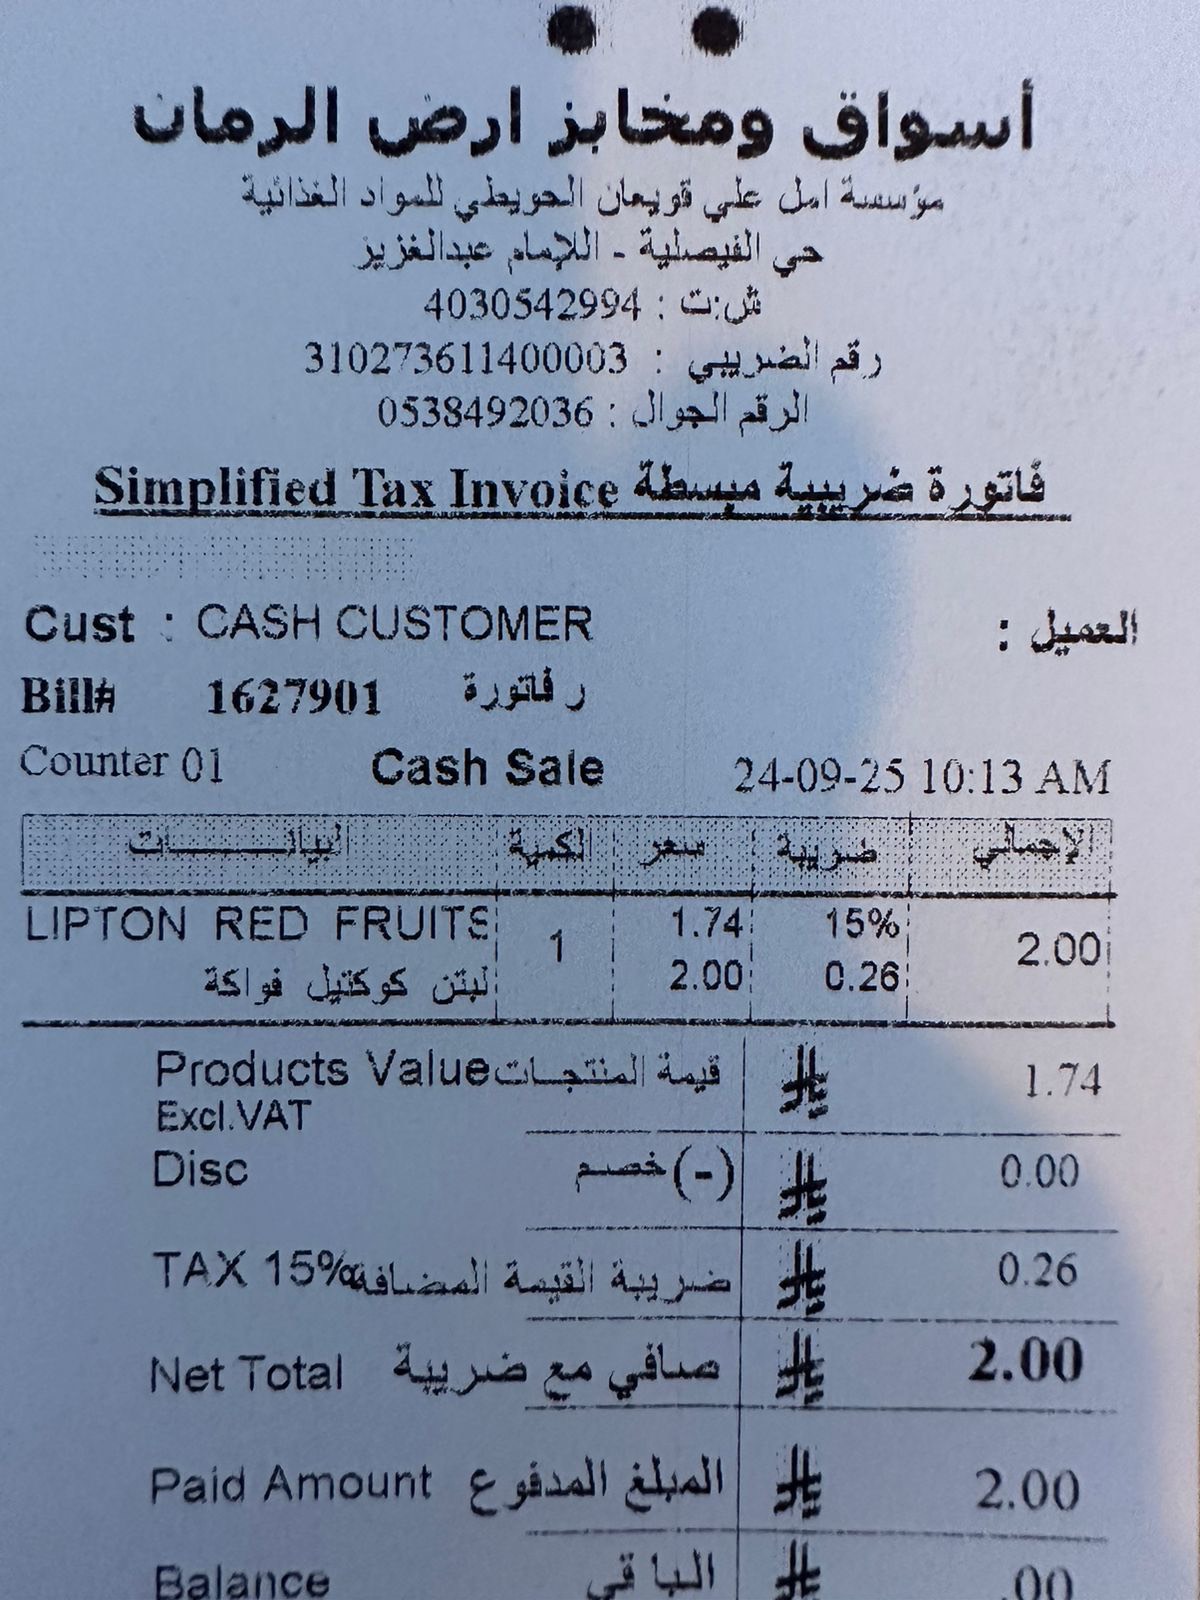 أسواق ومخابز ارض الرمان
مؤسسة امل علي قويعان الحويطي للمواد الغذائية
حي الفيصلية - اللإمام عبدالغزيز
ش:ت : 4030542994
رقم الضريبي : 310273611400003
الرقم الجوال : 0538492036
Simplified Tax Invoice فاتورة ضريبية مبسطة
Cust : CASH CUSTOMER العميل :
Bill# 1627901 ر فاتورة
Counter 01 Cash Sale 24-09-25 10:13 AM
لبيانـــــــات الكمية سعر ضريبة الإجمالي
LIPTON RED FRUITS 1 1.74 15% 2.00
لبتن كوكتيل فواكة 2.00 0.26
Products Value قيمة المنتجـات 1.74
Excl.VAT
Disc خصـم (-) 0.00
TAX 15% ضريبة القيمة المضافة 0.26
Net Total صافي مع ضريبة 2.00
Paid Amount المبلغ المدفوع 2.00
Balance الباقي .00